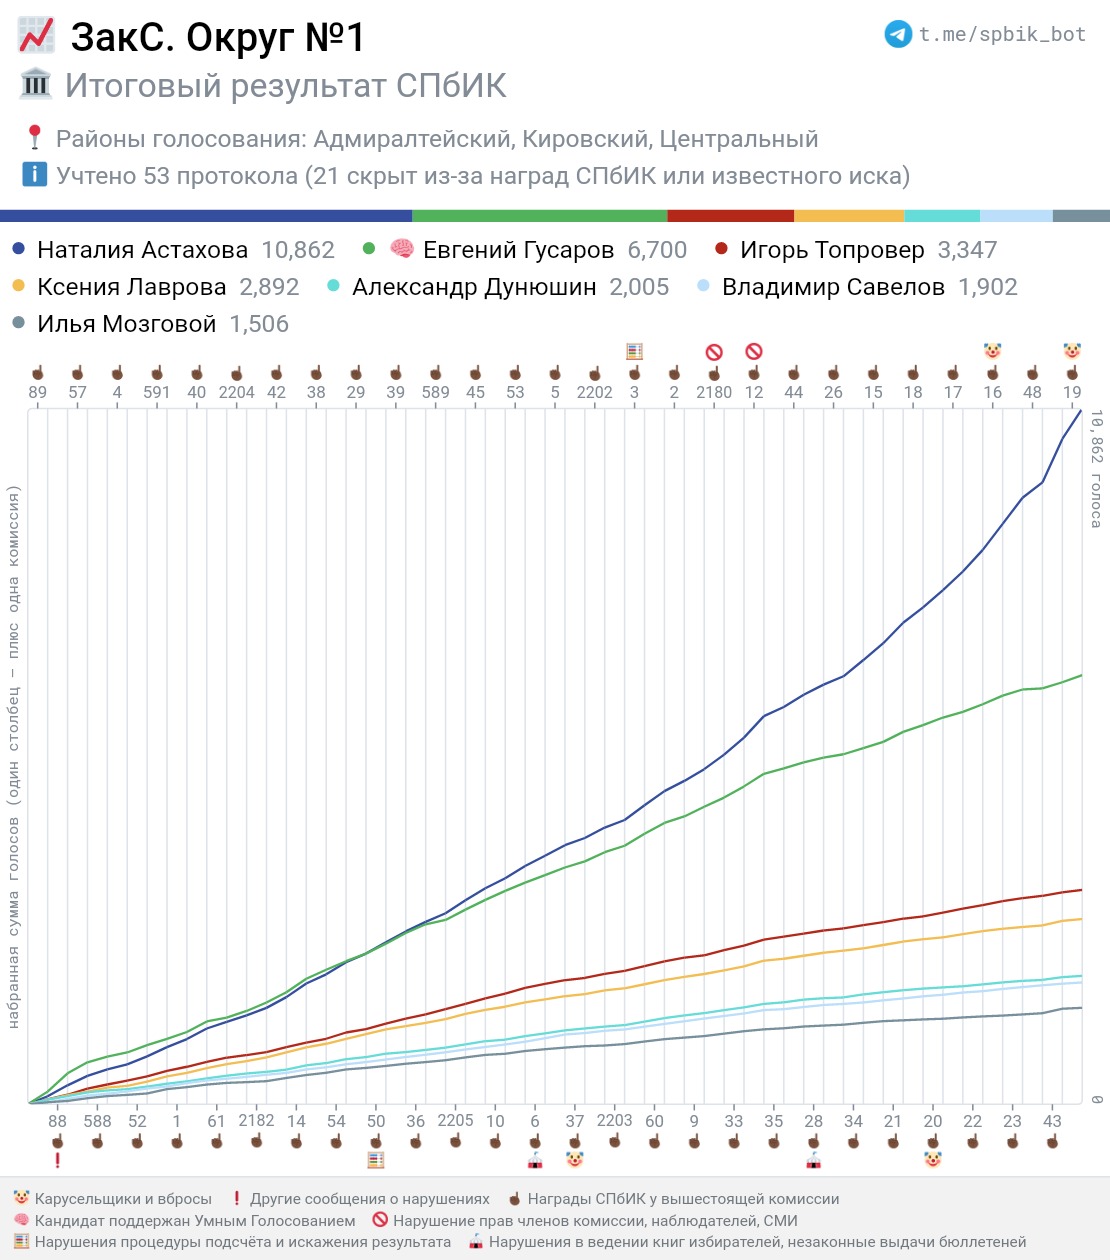 ЗакС. Округ №1
t.me/spbik_bot
Итоговый результат СПбИК
Районы голосования: Адмиралтейский, Кировский, Центральный
Учтено 53 протокола (21 скрыт из-за наград СПбИК или известного иска)
Наталия Астахова 10,862 Евгений Гусаров 6,700 Игорь Топровер 3,347
Ксения Лаврова 2,892 Александр Дунюшин 2,005 Владимир Савелов 1,902
Илья Мозговой 1,506
89 57 4 591 40 2204 42 38 29 39 589 45 53 5 2202 3 2 2180 12 44 26 15 18 17 16 48 19
набранная сумма голосов (один столбец – плюс одна комиссия)
10,862 голоса
0
88 588 52 1 61 2182 14 54 50 36 2205 10 6 37 2203 60 9 33 35 28 34 21 20 22 23 43
Карусельщики и вбросы Другие сообщения о нарушениях Награды СПбИК у вышестоящей комиссии
Кандидат поддержан Умным Голосованием Нарушение прав членов комиссии, наблюдателей, СМИ
Нарушения процедуры подсчёта и искажения результата Нарушения в ведении книг избирателей, незаконные выдачи бюллетеней